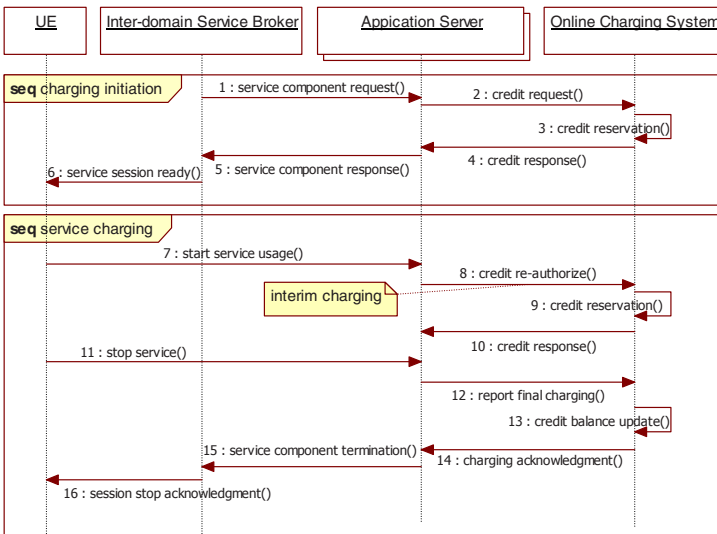 UE
Inter-domain Service Broker
Appication Server
Online Charging System
seq charging initiation
1 : service component request()
2 : credit request()
3 : credit reservation()
4 : credit response()
5 : service component response()
6 : service session ready()
seq service charging
7 : start service usage()
8 : credit re-authorize()
interim charging
9 : credit reservation()
10 : credit response()
11 : stop service()
12 : report final charging()
13 : credit balance update()
14 : charging acknowledgment()
15 : service component termination()
16 : session stop acknowledgment()